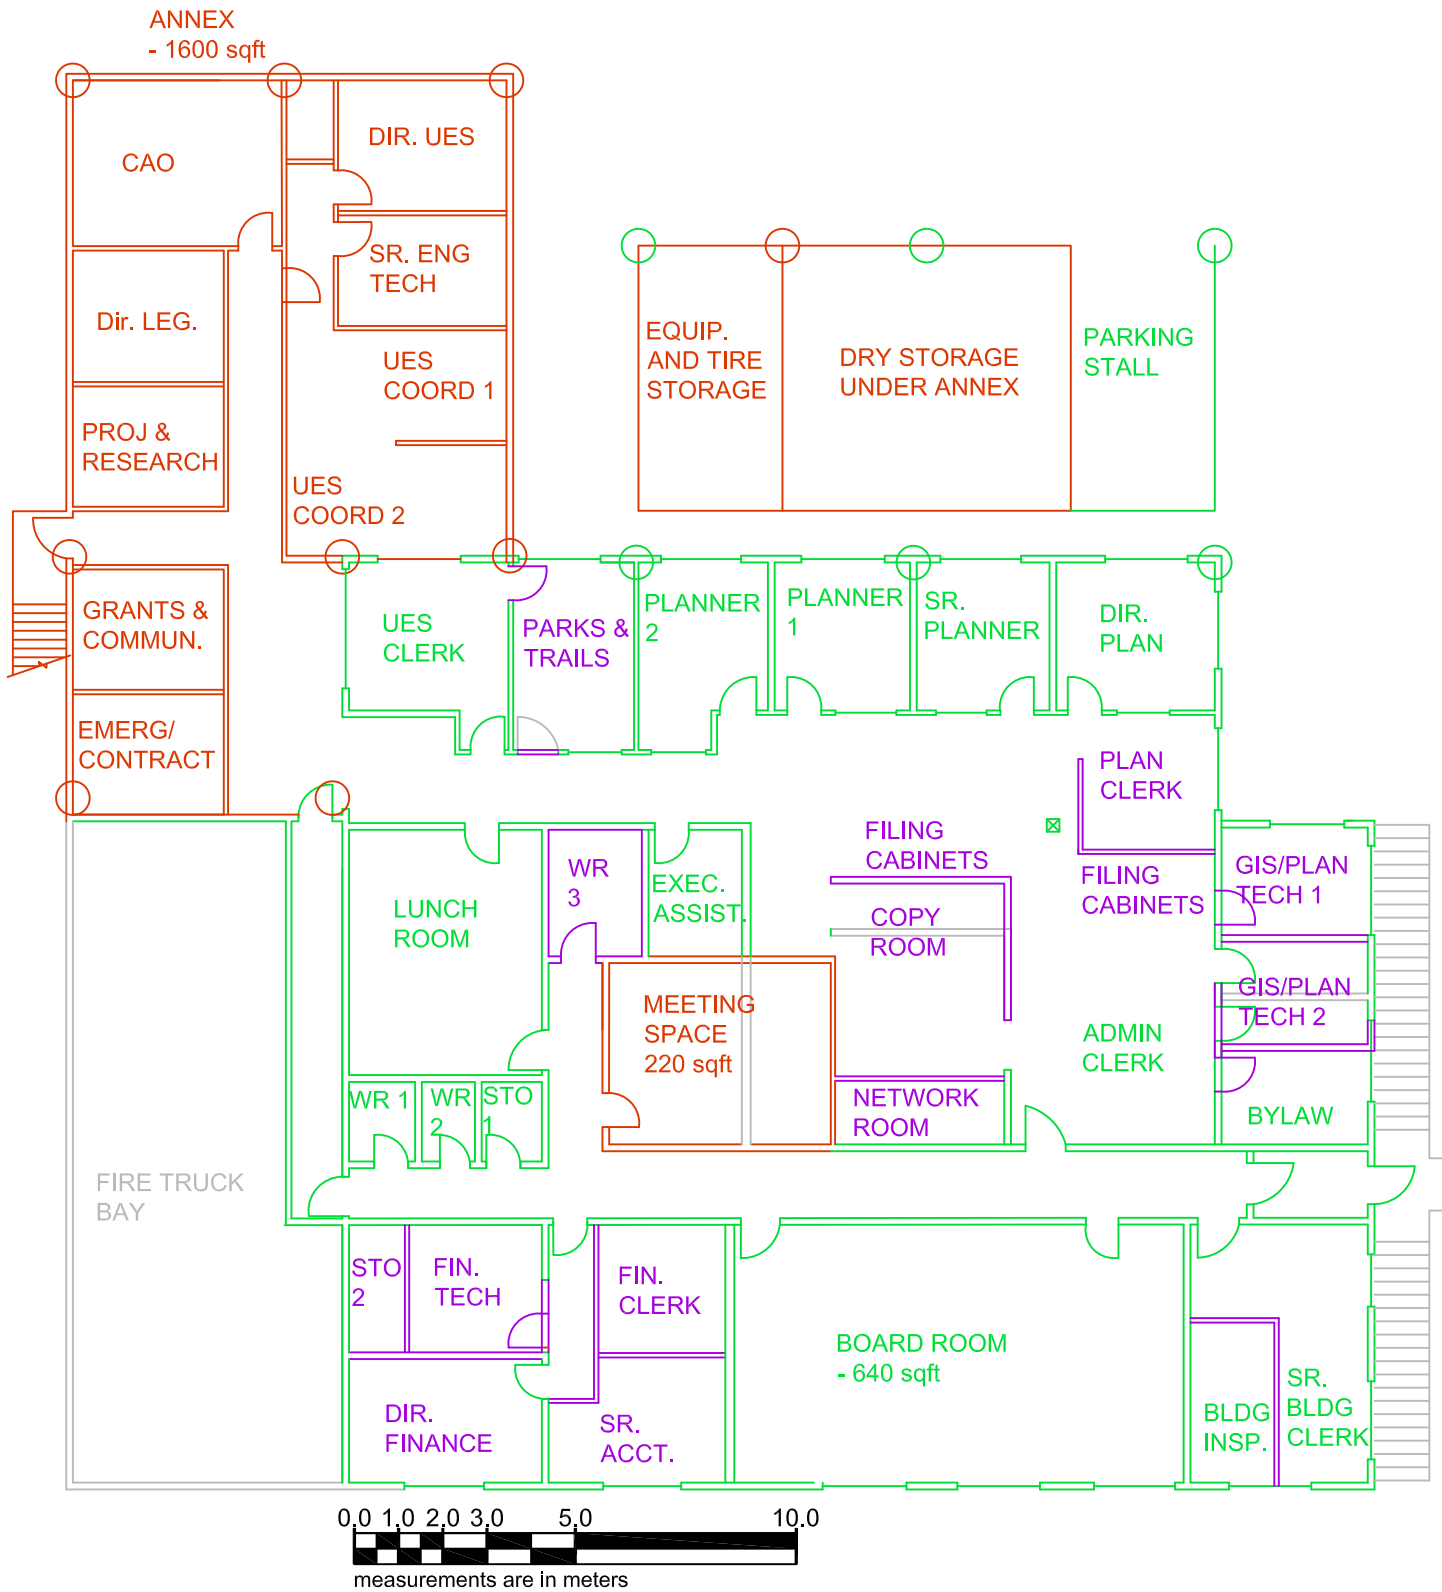 ANNEX
- 1600 sqft
CAO
DIR. UES
SR. ENG
TECH
Dir. LEG.
UES
COORD 1
PROJ &
RESEARCH
UES
COORD 2
EQUIP.
AND TIRE
STORAGE
DRY STORAGE
UNDER ANNEX
PARKING
STALL
GRANTS &
COMMUN.
EMERG/
CONTRACT
UES
CLERK
PARKS &
TRAILS
PLANNER
2
PLANNER
1
SR.
PLANNER
DIR.
PLAN
PLAN
CLERK
FILING
CABINETS
FILING
CABINETS
GIS/PLAN
TECH 1
GIS/PLAN
TECH 2
LUNCH
ROOM
WR
3
EXEC.
ASSIST.
COPY
ROOM
MEETING
SPACE
220 sqft
ADMIN
CLERK
NETWORK
ROOM
BYLAW
WR 1
WR
2
STO
1
FIRE TRUCK
BAY
STO
2
FIN.
TECH
FIN.
CLERK
DIR.
FINANCE
SR.
ACCT.
BOARD ROOM
- 640 sqft
BLDG
INSP.
SR.
BLDG
CLERK
0.0 1.0 2.0 3.0 5.0 10.0
measurements are in meters